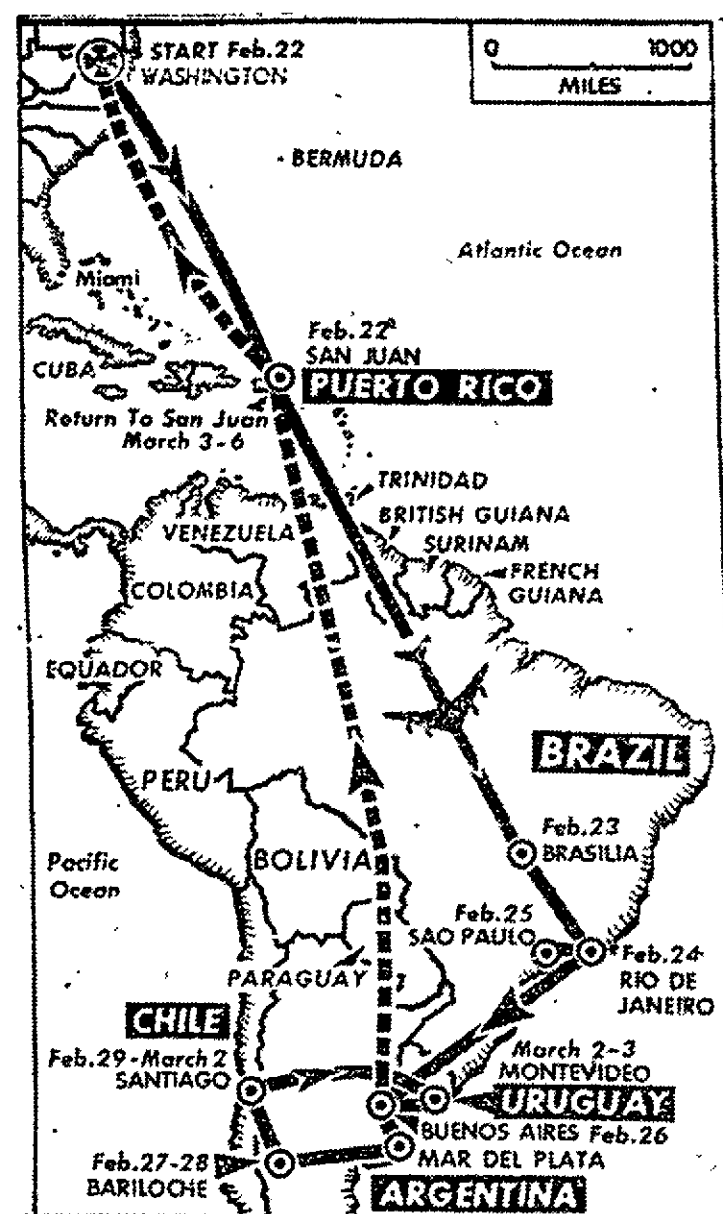 START Feb.22
WASHINGTON
0 1000
MILES
BERMUDA
Atlantic Ocean
Miami
Feb.22
SAN JUAN
PUERTO RICO
CUBA
Return To San Juan
March 3-6
TRINIDAD
BRITISH GUIANA
SURINAM
FRENCH
GUIANA
VENEZUELA
COLOMBIA
EQUADOR
BRAZIL
PERU
Feb.23
BRASILIA
BOLIVIA
Pacific
Ocean
Feb.25
SAO PAULO
Feb.24
RIO DE
JANEIRO
PARAGUAY
CHILE
Feb.29-March 2
SANTIAGO
March 2-3
MONTEVIDEO
URUGUAY
BUENOS AIRES Feb.26
MAR DEL PLATA
Feb.27-28
BARILOCHE
ARGENTINA